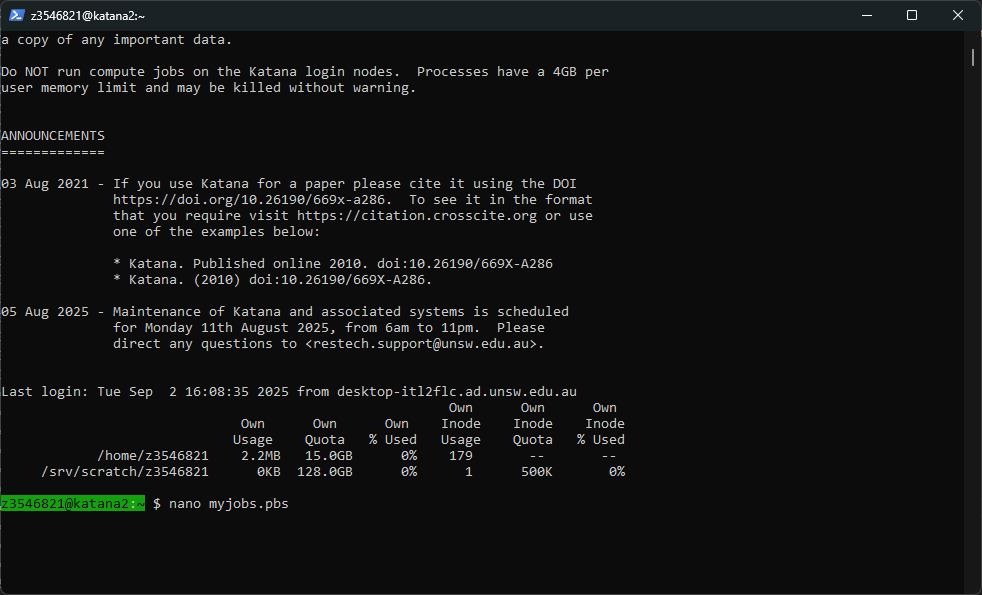 z3546821@katana2:~
a copy of any important data.
Do NOT run compute jobs on the Katana login nodes.  Processes have a 4GB per
user memory limit and may be killed without warning.
ANNOUNCEMENTS
=============
03 Aug 2021 - If you use Katana for a paper please cite it using the DOI
https://doi.org/10.26190/669x-a286.  To see it in the format
that you require visit https://citation.crosscite.org or use
one of the examples below:
* Katana. Published online 2010. doi:10.26190/669X-A286
* Katana. (2010) doi:10.26190/669X-A286.
05 Aug 2025 - Maintenance of Katana and associated systems is scheduled
for Monday 11th August 2025, from 6am to 11pm.  Please
direct any questions to <restech.support@unsw.edu.au>.
Last login: Tue Sep  2 16:08:35 2025 from desktop-itl2flc.ad.unsw.edu.au
Own Own Own
Own Own Own Inode Inode Inode
Usage Quota % Used Usage Quota % Used
/home/z3546821 2.2MB 15.0GB 0% 179 -- --
/srv/scratch/z3546821 0KB 128.0GB 0% 1 500K 0%
z3546821@katana2:~ $ nano myjobs.pbs